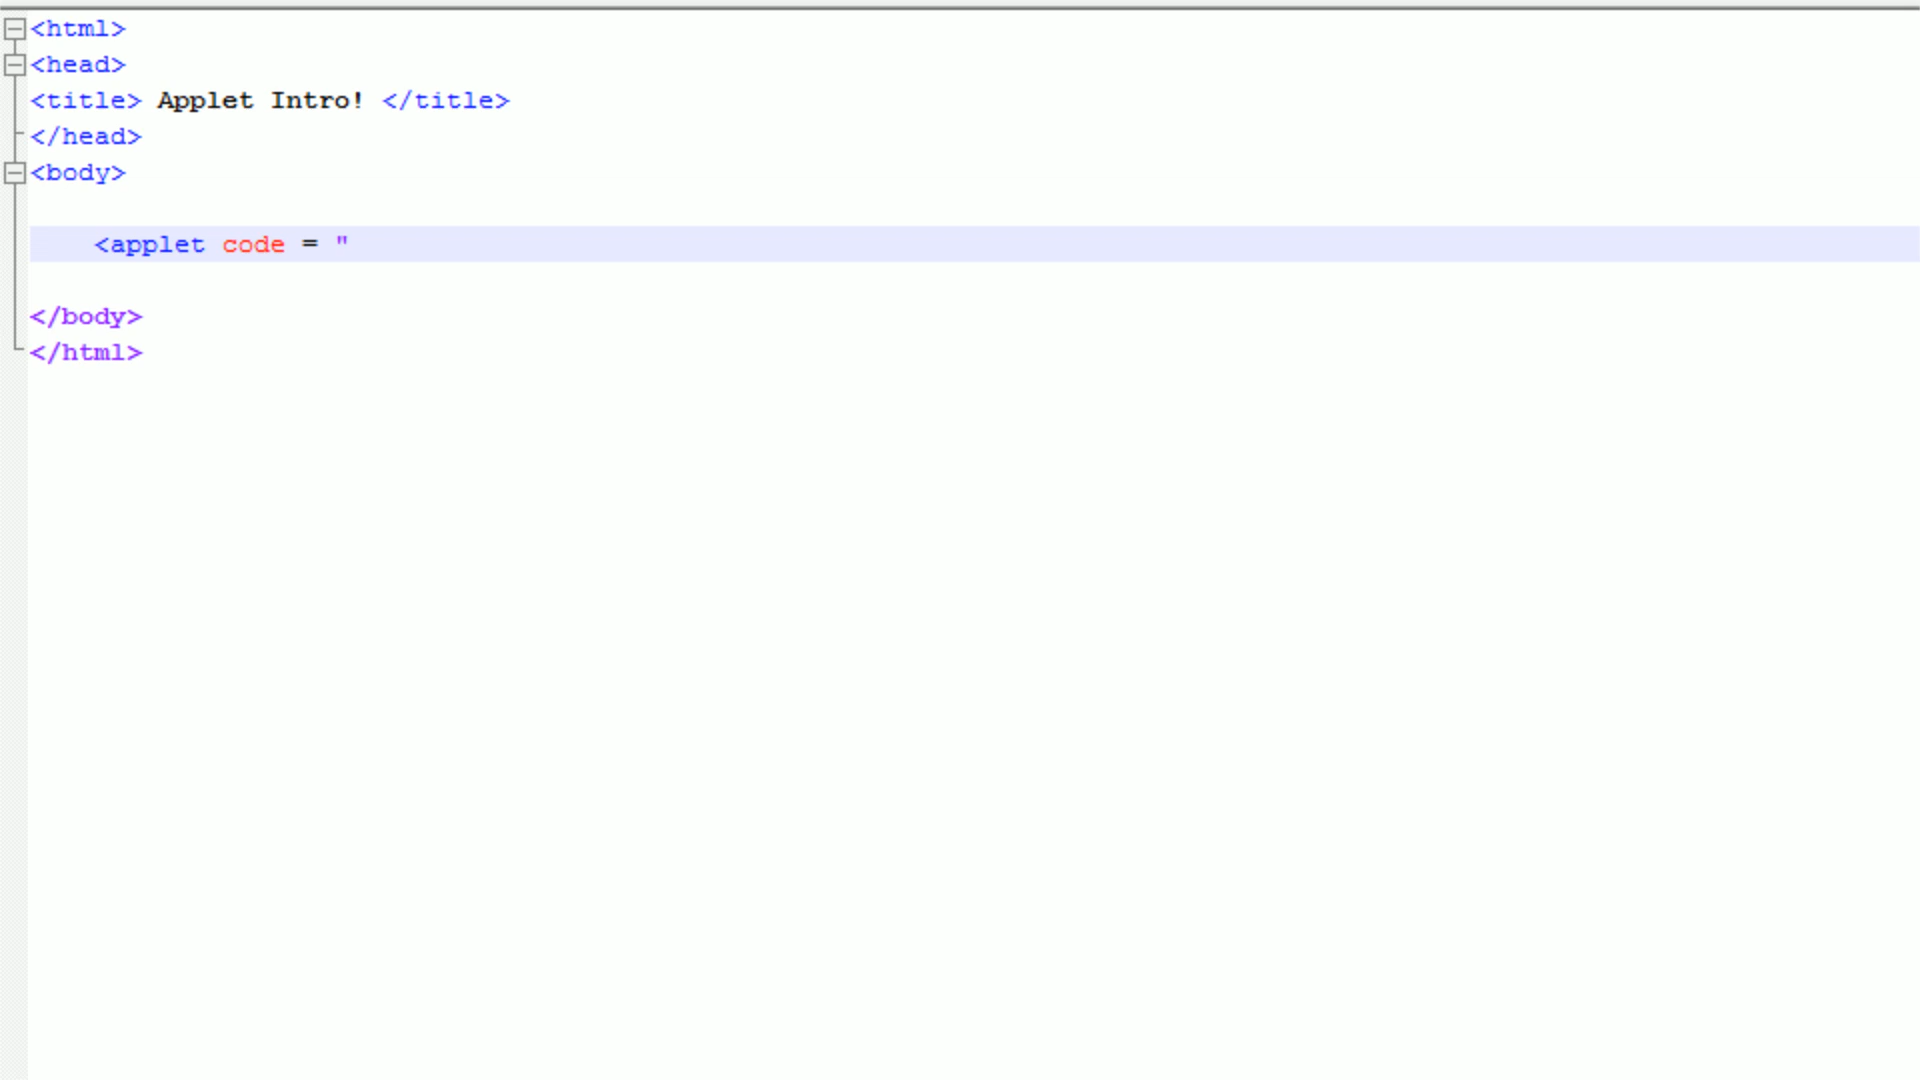 <html>
<head>
<title> Applet Intro! </title>
</head>
<body>
<applet code = "
</body>
</html>